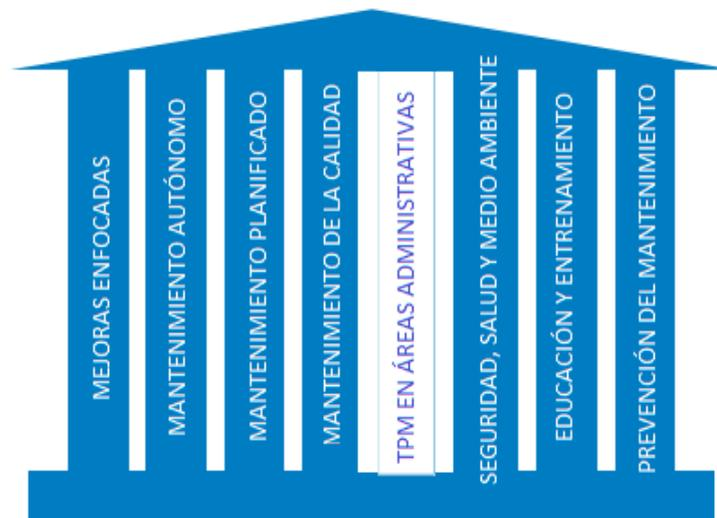 MEJORAS ENFOCADAS
MANTENIMIENTO AUTÓNOMO
MANTENIMIENTO PLANIFICADO
MANTENIMIENTO DE LA CALIDAD
TPM EN ÁREAS ADMINISTRATIVAS
SEGURIDAD, SALUD Y MEDIO AMBIENTE
EDUCACIÓN Y ENTRENAMIENTO
PREVENCIÓN DEL MANTENIMIENTO